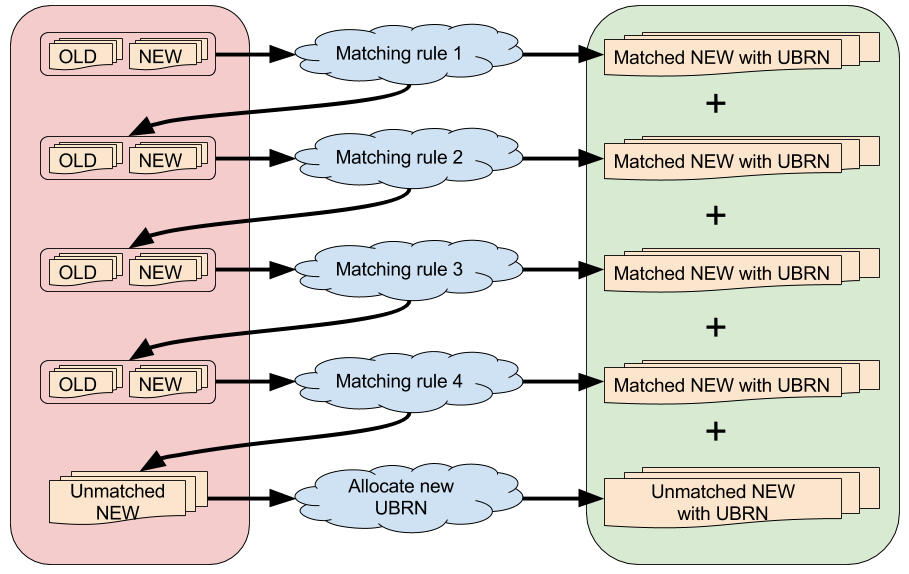 OLD NEW Matching rule 1 Matched NEW with UBRN
+
OLD NEW Matching rule 2 Matched NEW with UBRN
+
OLD NEW Matching rule 3 Matched NEW with UBRN
+
OLD NEW Matching rule 4 Matched NEW with UBRN
+
Unmatched
NEW
Allocate new
UBRN
Unmatched NEW
with UBRN